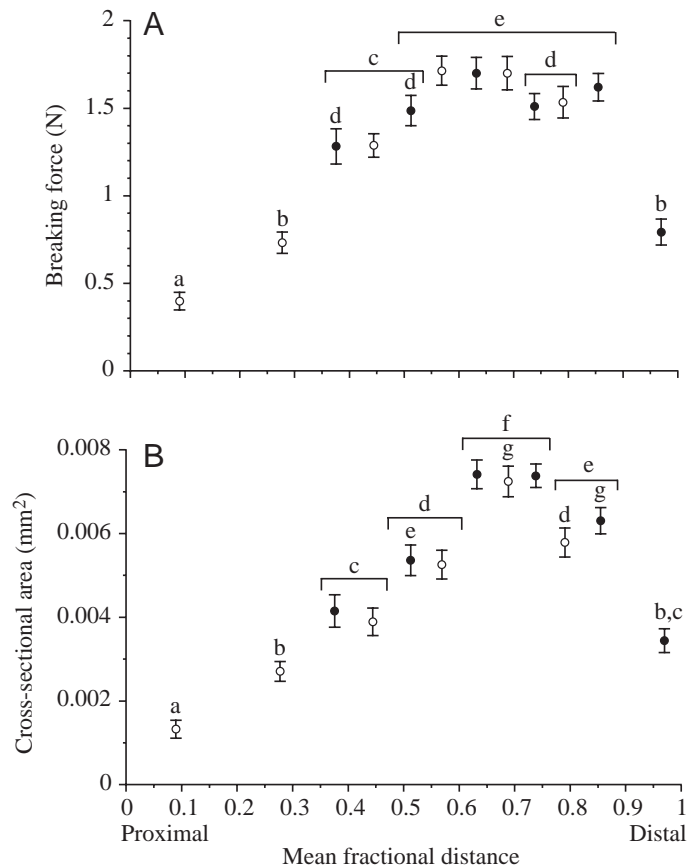 A
e
2
c
d
d
d
1.5
b
1
b
a
0.5
0
Breaking force (N)
B
f
0.008
g
e
d
g
e
d
0.006
c
b,c
0.004
b
a
0.002
0
Cross-sectional area (mm²)
0 0.1 0.2 0.3 0.4 0.5 0.6 0.7 0.8 0.9 1
Proximal Distal
Mean fractional distance